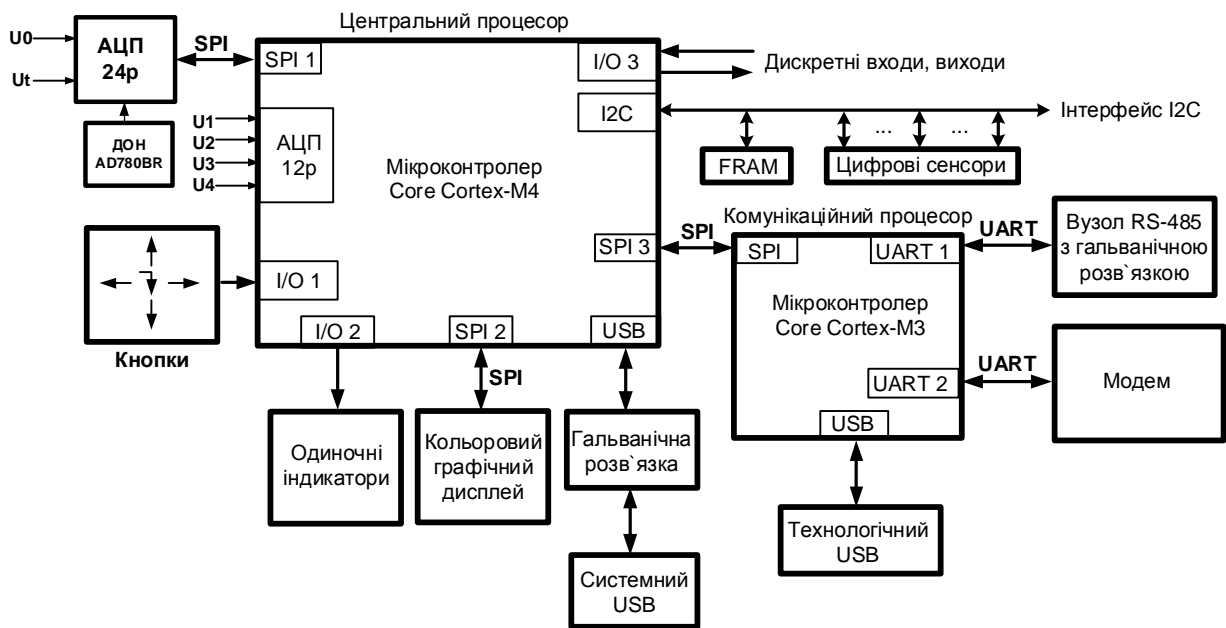 Центральний процесор
U0
Ut
АЦП
24р
SPI
SPI 1
I/O 3
Дискретні входи, виходи
I2C
Інтерфейс I2C
ДОН
AD780BR
U1
U2
U3
U4
АЦП
12р
Мікроконтролер
Core Cortex-M4
...
...
FRAM
Цифрові сенсори
Комунікаційний процесор
SPI 3
SPI
SPI
UART 1
UART
Вузол RS-485
з гальванічною
розв`язкою
I/O 1
Кнопки
Мікроконтролер
Core Cortex-M3
I/O 2
SPI 2
USB
SPI
UART 2
UART
Модем
USB
Одиночні
індикатори
Кольоровий
графічний
дисплей
Гальванічна
розв`язка
Технологічний
USB
Системний
USB